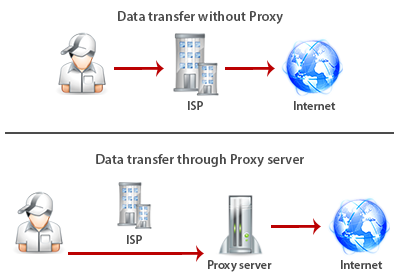 Data transfer without Proxy
ISP
Internet
Data transfer through Proxy server
ISP
Proxy server
Internet